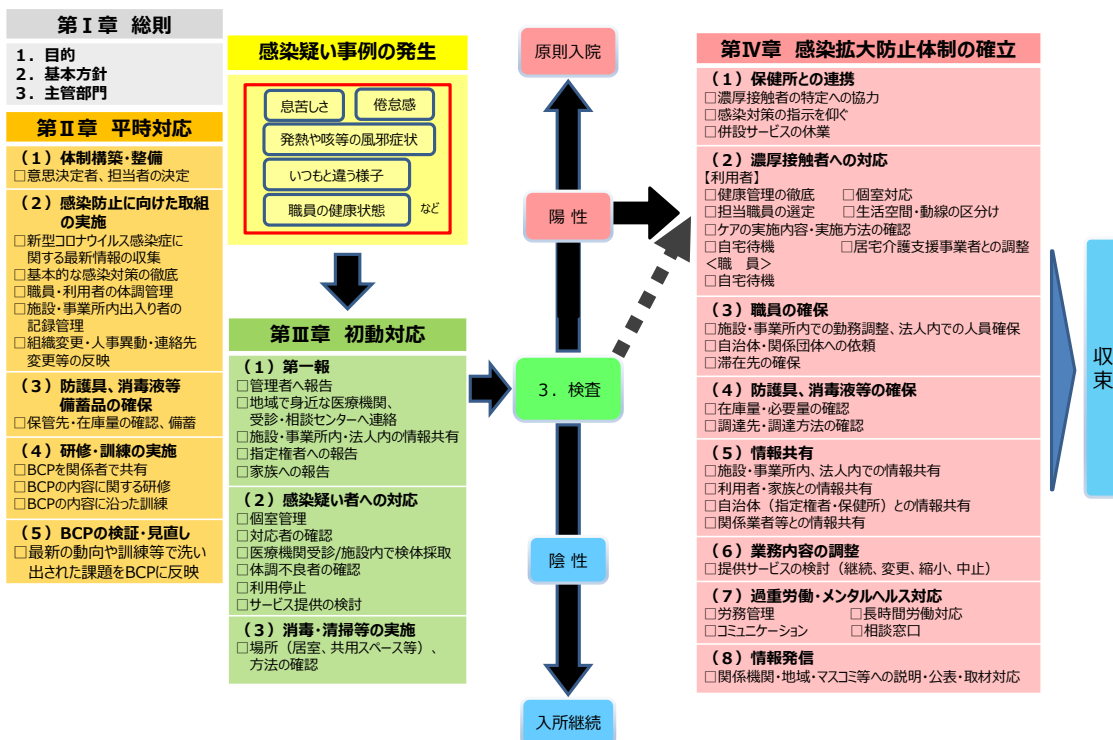 第Ⅰ章 総則
1．目的
2．基本方針
3．主管部門
第Ⅱ章 平時対応
（1）体制構築・整備
□意思決定者、担当者の決定
（2）感染防止に向けた取組
の実施
□新型コロナウイルス感染症に
関する最新情報の収集
□基本的な感染対策の徹底
□職員・利用者の体調管理
□施設・事業所内出入り者の
記録管理
□組織変更・人事異動・連絡先
変更等の反映
（3）防護具、消毒液等
備蓄品の確保
□保管先・在庫量の確認、備蓄
（4）研修・訓練の実施
□BCPを関係者で共有
□BCPの内容に関する研修
□BCPの内容に沿った訓練
（5）BCPの検証・見直し
□最新の動向や訓練等で洗い
出された課題をBCPに反映
感染疑い事例の発生
息苦しさ
倦怠感
発熱や咳等の風邪症状
いつもと違う様子
職員の健康状態
など
第Ⅲ章 初動対応
（1）第一報
□管理者へ報告
□地域で身近な医療機関、
受診・相談センターへ連絡
□施設・事業所内・法人内の情報共有
□指定権者への報告
□家族への報告
（2）感染疑い者への対応
□個室管理
□対応者の確認
□医療機関受診/施設内で検体採取
□体調不良者の確認
□利用停止
□サービス提供の検討
（3）消毒・清掃等の実施
□場所（居室、共用スペース等）、
方法の確認
原則入院
陽 性
3．検査
陰 性
入所継続
第Ⅳ章 感染拡大防止体制の確立
（1）保健所との連携
□濃厚接触者の特定への協力
□感染対策の指示を仰ぐ
□併設サービスの休業
（2）濃厚接触者への対応
【利用者】
□健康管理の徹底 □個室対応
□担当職員の選定 □生活空間・動線の区分け
□ケアの実施内容・実施方法の確認
□自宅待機 □居宅介護支援事業者との調整
＜職 員＞
□自宅待機
（3）職員の確保
□施設・事業所内での勤務調整、法人内での人員確保
□自治体・関係団体への依頼
□滞在先の確保
（4）防護具、消毒液等の確保
□在庫量・必要量の確認
□調達先・調達方法の確認
（5）情報共有
□施設・事業所内、法人内での情報共有
□利用者・家族との情報共有
□自治体（指定権者・保健所）との情報共有
□関係業者等との情報共有
（6）業務内容の調整
□提供サービスの検討（継続、変更、縮小、中止）
（7）過重労働・メンタルヘルス対応
□労務管理 □長時間労働対応
□コミュニケーション □相談窓口
（8）情報発信
□関係機関・地域・マスコミ等への説明・公表・取材対応
収束